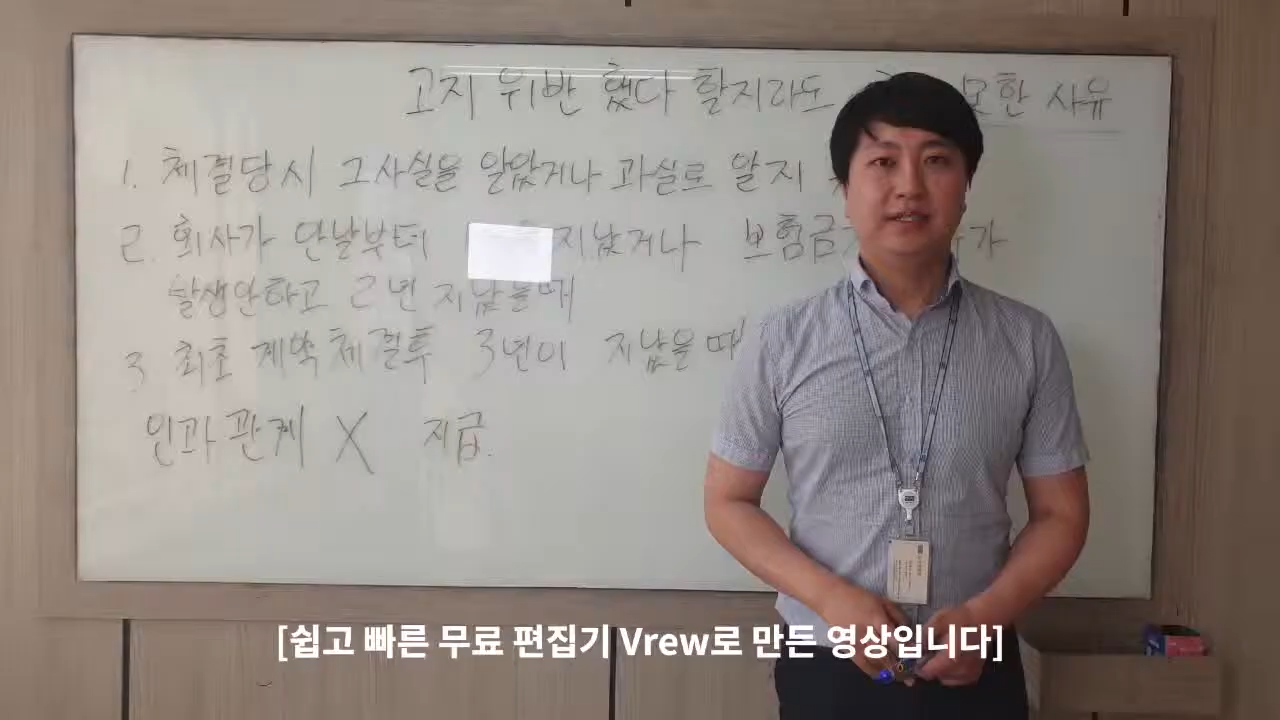 고지 위반 했다 할지라도 못한 사유
1. 체결당시 그사실을 알았거나 과실로 알지
2. 회사가 안날부터 지났거나 보험금
발생안하고 2년 지났을때
3 최초 계약체결후 3년이 지났을때
인과관계 X 지급.
[쉽고 빠른 무료 편집기 Vrew로 만든 영상입니다]